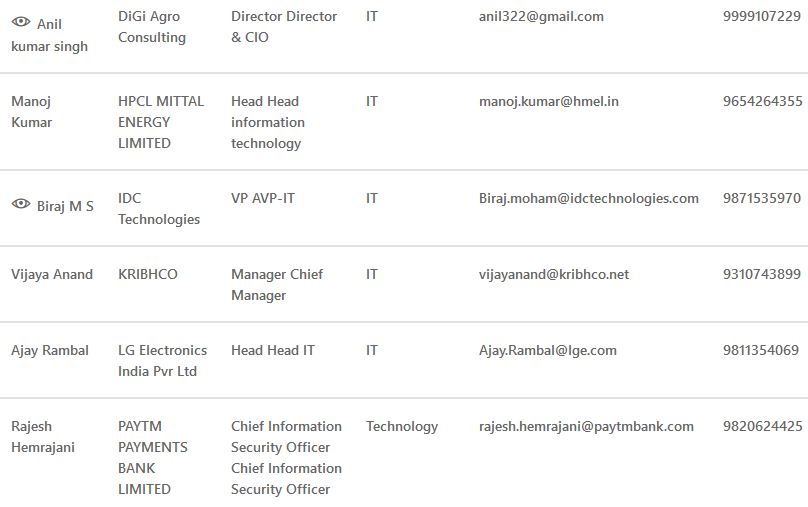 Anil kumar singh DiGi Agro Consulting Director Director & CIO IT anil322@gmail.com 9999107229
Manoj Kumar HPCL MITTAL ENERGY LIMITED Head Head information technology IT manoj.kumar@hmel.in 9654264355
Biraj M S IDC Technologies VP AVP-IT IT Biraj.moham@idctechnologies.com 9871535970
Vijaya Anand KRIBHCO Manager Chief Manager IT vijayanand@kribhco.net 9310743899
Ajay Rambal LG Electronics India Pvr Ltd Head Head IT IT Ajay.Rambal@lge.com 9811354069
Rajesh Hemrajani PAYTM PAYMENTS BANK LIMITED Chief Information Security Officer Chief Information Security Officer Technology rajesh.hemrajani@paytmbank.com 9820624425